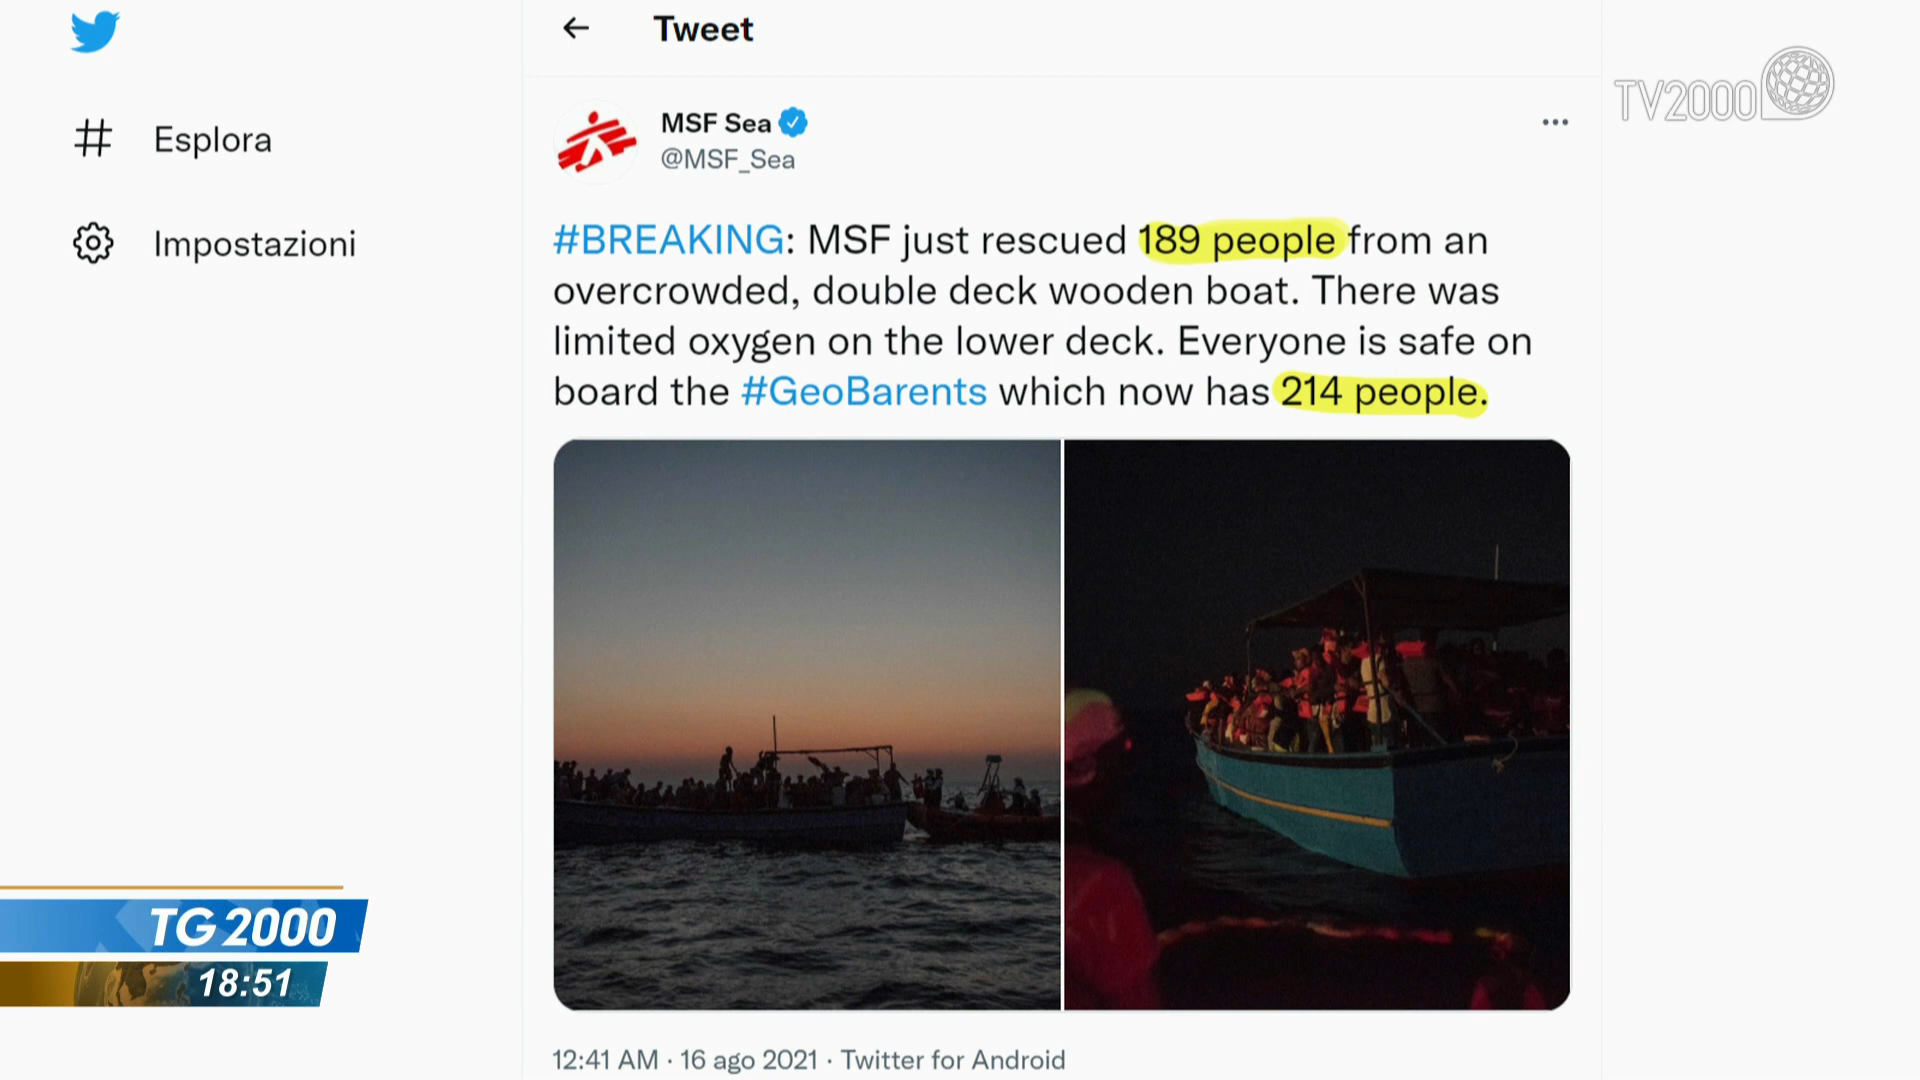 Tweet
TV2000
Esplora
Impostazioni
MSF Sea
@MSF_Sea
#BREAKING: MSF just rescued 189 people from an
overcrowded, double deck wooden boat. There was
limited oxygen on the lower deck. Everyone is safe on
board the #GeoBarents which now has 214 people.
TG 2000
18:51
12:41 AM · 16 ago 2021 · Twitter for Android